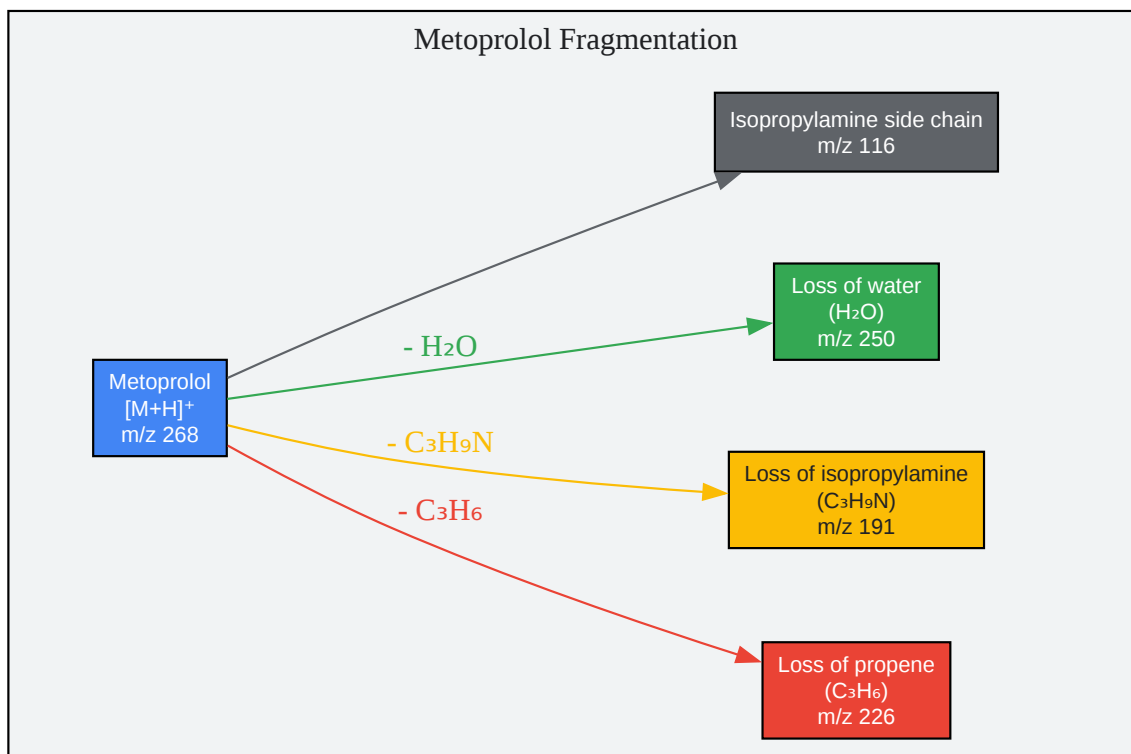 Metoprolol Fragmentation
Isopropylamine side chain
m/z 116
Loss of water
(H₂O)
m/z 250
- H₂O
Metoprolol
[M+H]⁺
m/z 268
- C₃H₉N
Loss of isopropylamine
(C₃H₉N)
m/z 191
- C₃H₆
Loss of propene
(C₃H₆)
m/z 226